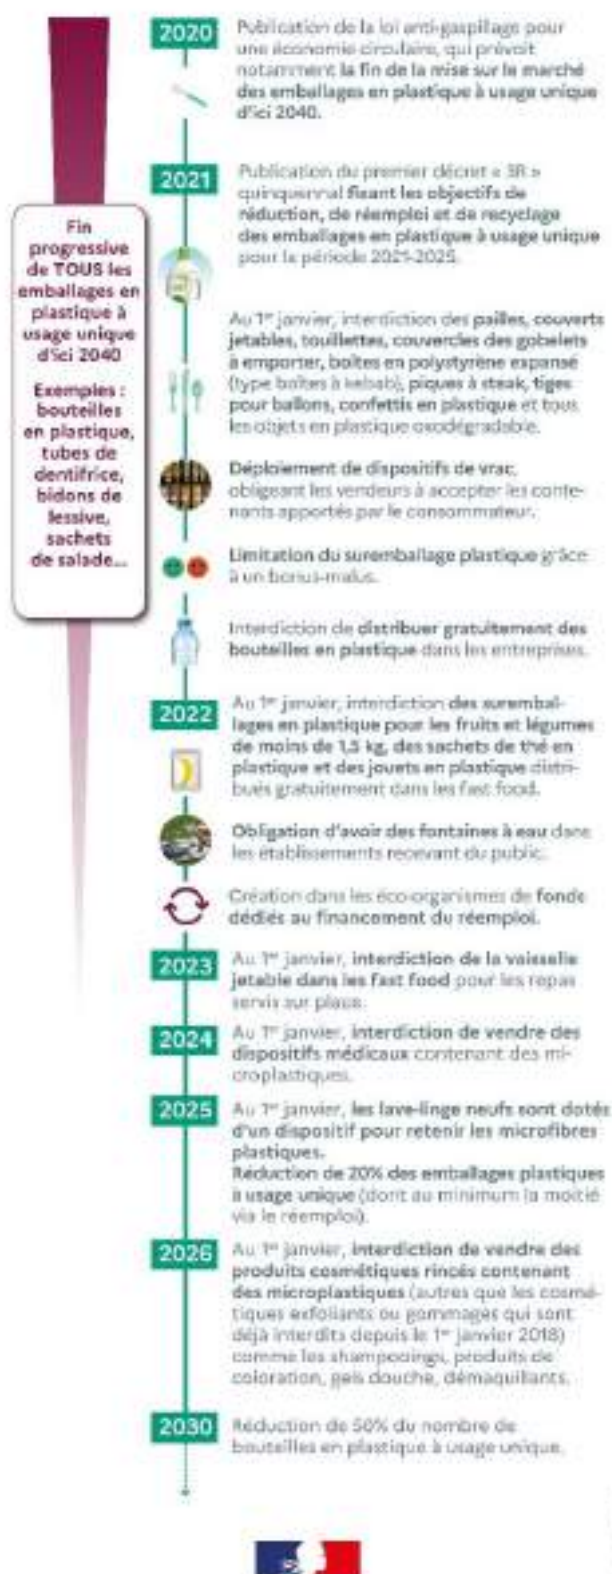 2020
Publication de la loi anti-gaspillage pour
une économie circulaire, qui prévoit
notamment la fin de la mise sur le marché
des emballages en plastique à usage unique
d'ici 2040.
2021
Publication du premier décret « 3R »
quinquennal fixant les objectifs de
réduction, de réemploi et de recyclage
des emballages en plastique à usage unique
pour la période 2021-2025.
Fin
progressive
de TOUS les
emballages en
plastique à
usage unique
d'ici 2040
Exemples :
bouteilles
en plastique,
tubes de
dentifrice,
bidons de
lessive,
sachets
de salade...
Au 1er janvier, interdiction des pailles, couverts
jetables, touillettes, couvercles des gobelets
à emporter, boîtes en polystyrène expansé
(type boîtes à kebab), piques à steak, tiges
pour ballons, confettis en plastique et tous
les objets en plastique oxodégradable.
Déploiement de dispositifs de vrac,
obligeant les vendeurs à accepter les conte-
nants apportés par le consommateur.
Limitation du suremballage plastique grâce
à un bonus-malus.
Interdiction de distribuer gratuitement des
bouteilles en plastique dans les entreprises.
2022
Au 1er janvier, interdiction des surembal-
lages en plastique pour les fruits et légumes
de moins de 1,5 kg, des sachets de thé en
plastique et des jouets en plastique distri-
bués gratuitement dans les fast food.
Obligation d'avoir des fontaines à eau dans
les établissements recevant du public.
Création dans les éco-organismes de fonds
dédiés au financement du réemploi.
2023
Au 1er janvier, interdiction de la vaisselle
jetable dans les fast food pour les repas
servis sur place.
2024
Au 1er janvier, interdiction de vendre des
dispositifs médicaux contenant des mi-
croplastiques.
2025
Au 1er janvier, les lave-linge neufs sont dotés
d'un dispositif pour retenir les microfibres
plastiques.
Réduction de 20% des emballages plastiques
à usage unique (dont au minimum la moitié
via le réemploi).
2026
Au 1er janvier, interdiction de vendre des
produits cosmétiques rincés contenant
des microplastiques (autres que les cosmé-
tiques exfoliants ou gommages qui sont
déjà interdits depuis le 1er janvier 2018)
comme les shampooings, produits de
coloration, gels douche, démaquillants.
2030
Réduction de 50% du nombre de
bouteilles en plastique à usage unique.